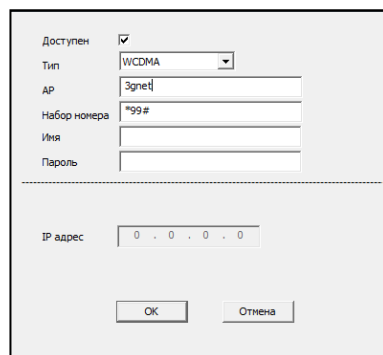 Доступен
Тип WCDMA
AP 3gnet
Набор номера *99#
Имя
Пароль
IP адрес 0 . 0 . 0 . 0
OK Отмена